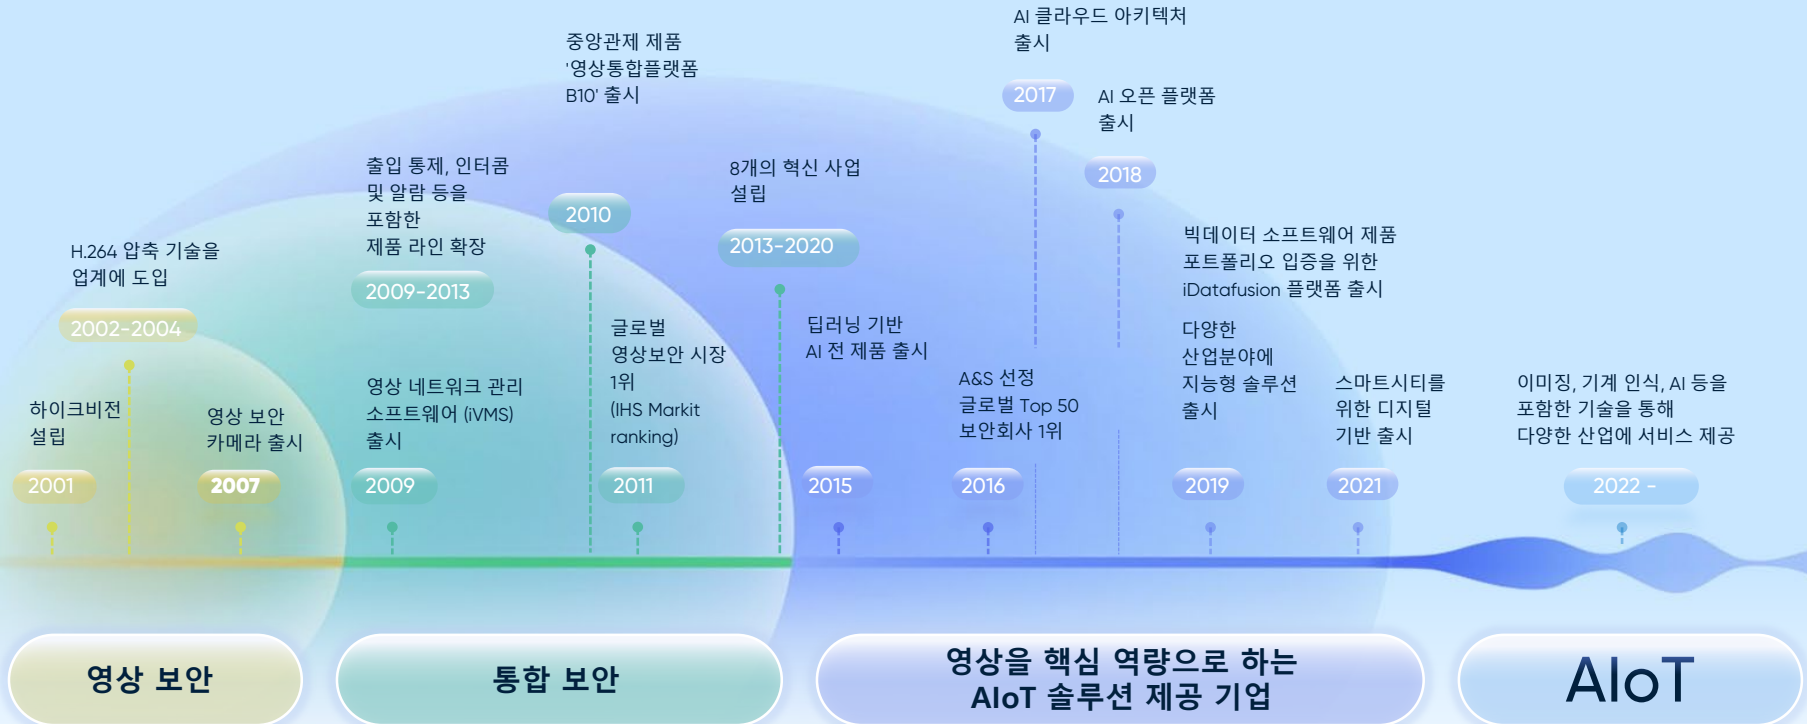 하이크비전
설립
2001
H.264 압축 기술을
업계에 도입
2002-2004
영상 보안
카메라 출시
2007
영상 네트워크 관리
소프트웨어 (iVMS)
출시
2009
출입 통제, 인터콤
및 알람 등을
포함한
제품 라인 확장
2009-2013
중앙관제 제품
'영상통합플랫폼
B10' 출시
2010
글로벌
영상보안 시장
1위
(IHS Markit
ranking)
2011
8개의 혁신 사업
설립
2013-2020
딥러닝 기반
AI 전 제품 출시
2015
A&S 선정
글로벌 Top 50
보안회사 1위
2016
AI 클라우드 아키텍처
출시
2017
AI 오픈 플랫폼
출시
2018
빅데이터 소프트웨어 제품
포트폴리오 입증을 위한
iDatafusion 플랫폼 출시
다양한
산업분야에
지능형 솔루션
출시
2019
스마트시티를
위한 디지털
기반 출시
2021
이미징, 기계 인식, AI 등을
포함한 기술을 통해
다양한 산업에 서비스 제공
2022 -
영상 보안
통합 보안
영상을 핵심 역량으로 하는
AIoT 솔루션 제공 기업
AIoT